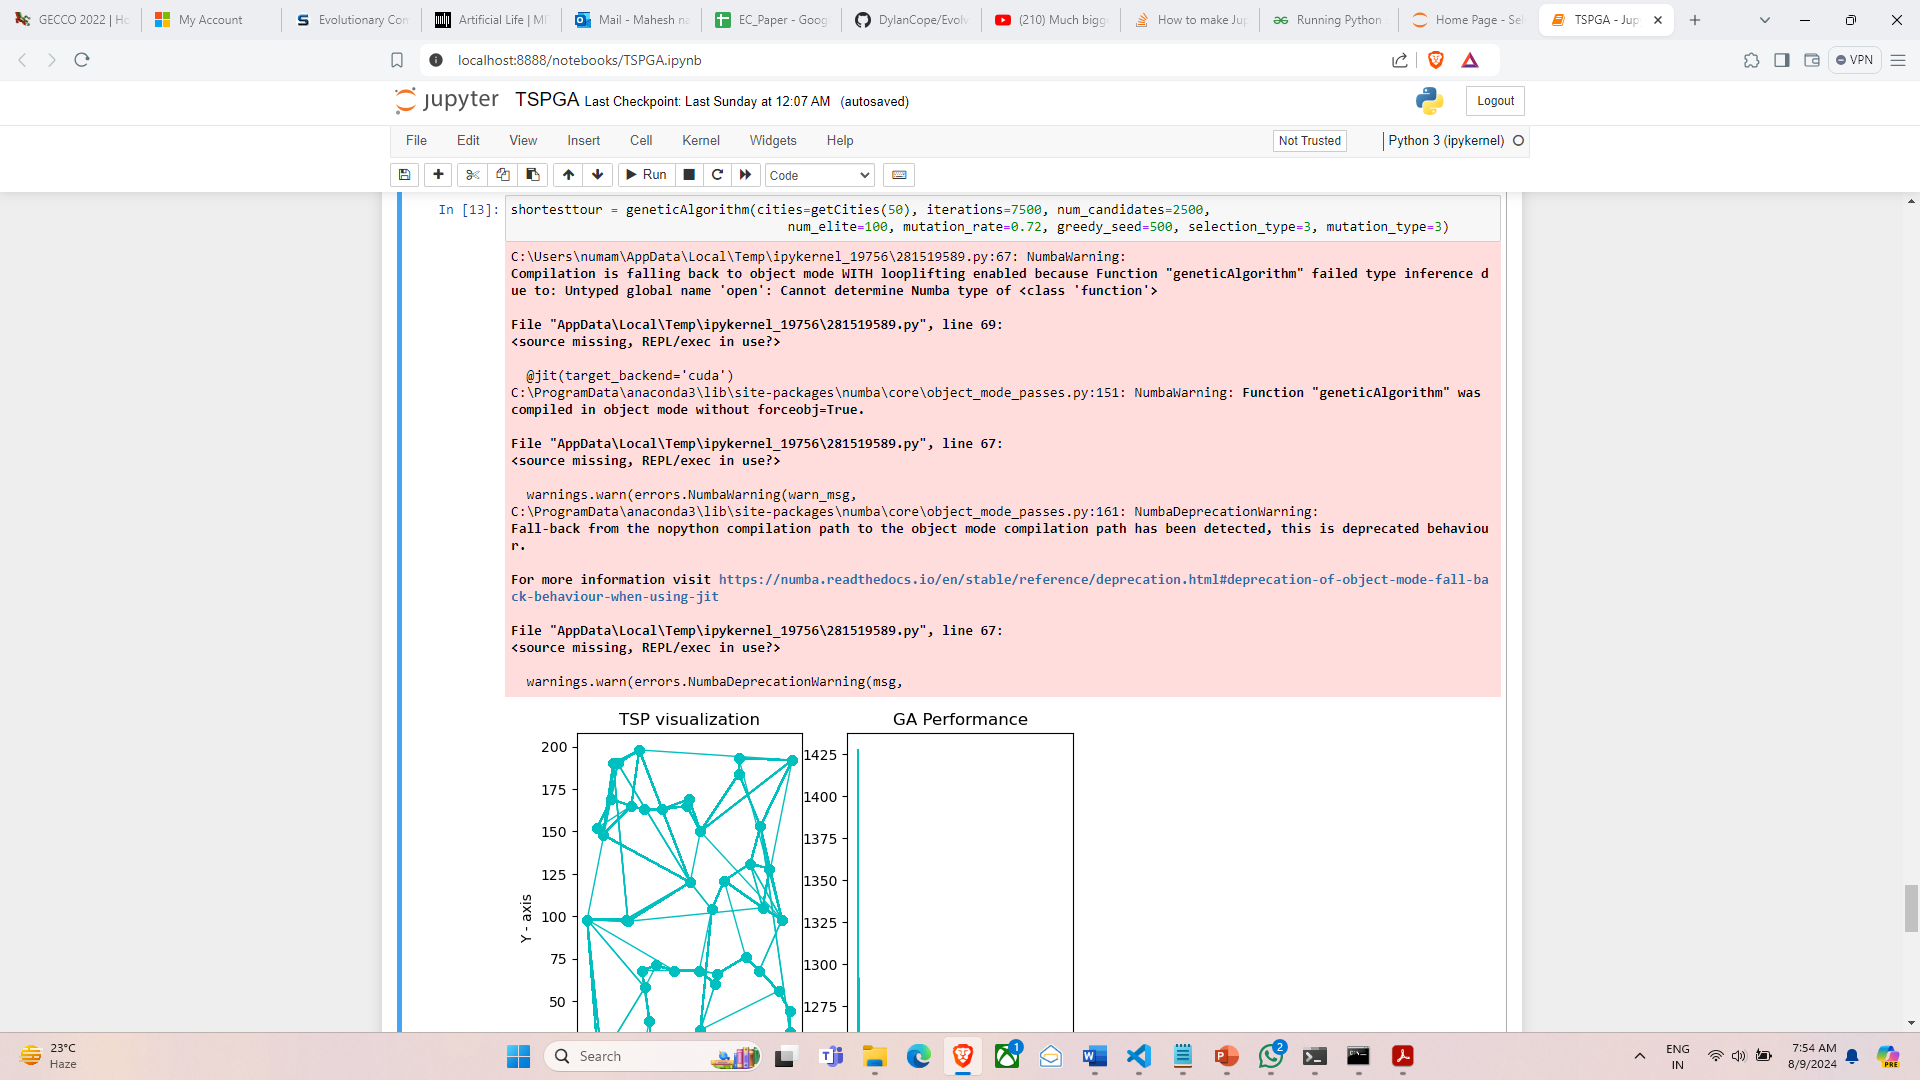 GECCO 2022 | Ho
My Account
Evolutionary Com
Artificial Life | MI
Mail - Mahesh na
EC_Paper - Goog
DylanCope/Evolv
(210) Much bigg
How to make Jup
Running Python
Home Page - Sel
TSPGA - Jup
localhost:8888/notebooks/TSPGA.ipynb
VPN
jupyter TSPGA Last Checkpoint: Last Sunday at 12:07 AM (autosaved)
Logout
File Edit View Insert Cell Kernel Widgets Help
Not Trusted
Python 3 (ipykernel)
Run
Code
In [13]:
shortesttour = geneticAlgorithm(cities=getCities(50), iterations=7500, num_candidates=2500,
num_elite=100, mutation_rate=0.72, greedy_seed=500, selection_type=3, mutation_type=3)
C:\Users\numam\AppData\Local\Temp\ipykernel_19756\281519589.py:67: NumbaWarning:
Compilation is falling back to object mode WITH looplifting enabled because Function "geneticAlgorithm" failed type inference d
ue to: Untyped global name 'open': Cannot determine Numba type of <class 'function'>
File "AppData\Local\Temp\ipykernel_19756\281519589.py", line 69:
<source missing, REPL/exec in use?>
@jit(target_backend='cuda')
C:\ProgramData\anaconda3\lib\site-packages\numba\core\object_mode_passes.py:151: NumbaWarning: Function "geneticAlgorithm" was
compiled in object mode without forceobj=True.
File "AppData\Local\Temp\ipykernel_19756\281519589.py", line 67:
<source missing, REPL/exec in use?>
warnings.warn(errors.NumbaWarning(warn_msg,
C:\ProgramData\anaconda3\lib\site-packages\numba\core\object_mode_passes.py:161: NumbaDeprecationWarning:
Fall-back from the nopython compilation path to the object mode compilation path has been detected, this is deprecated behaviou
r.
For more information visit https://numba.readthedocs.io/en/stable/reference/deprecation.html#deprecation-of-object-mode-fall-ba
ck-behaviour-when-using-jit
File "AppData\Local\Temp\ipykernel_19756\281519589.py", line 67:
<source missing, REPL/exec in use?>
warnings.warn(errors.NumbaDeprecationWarning(msg,
TSP visualization
200
175
150
125
100
75
50
Y - axis
GA Performance
1425
1400
1375
1350
1325
1300
1275
23°C
Haze
Search
1
2
ENG
IN
7:54 AM
8/9/2024
PRE